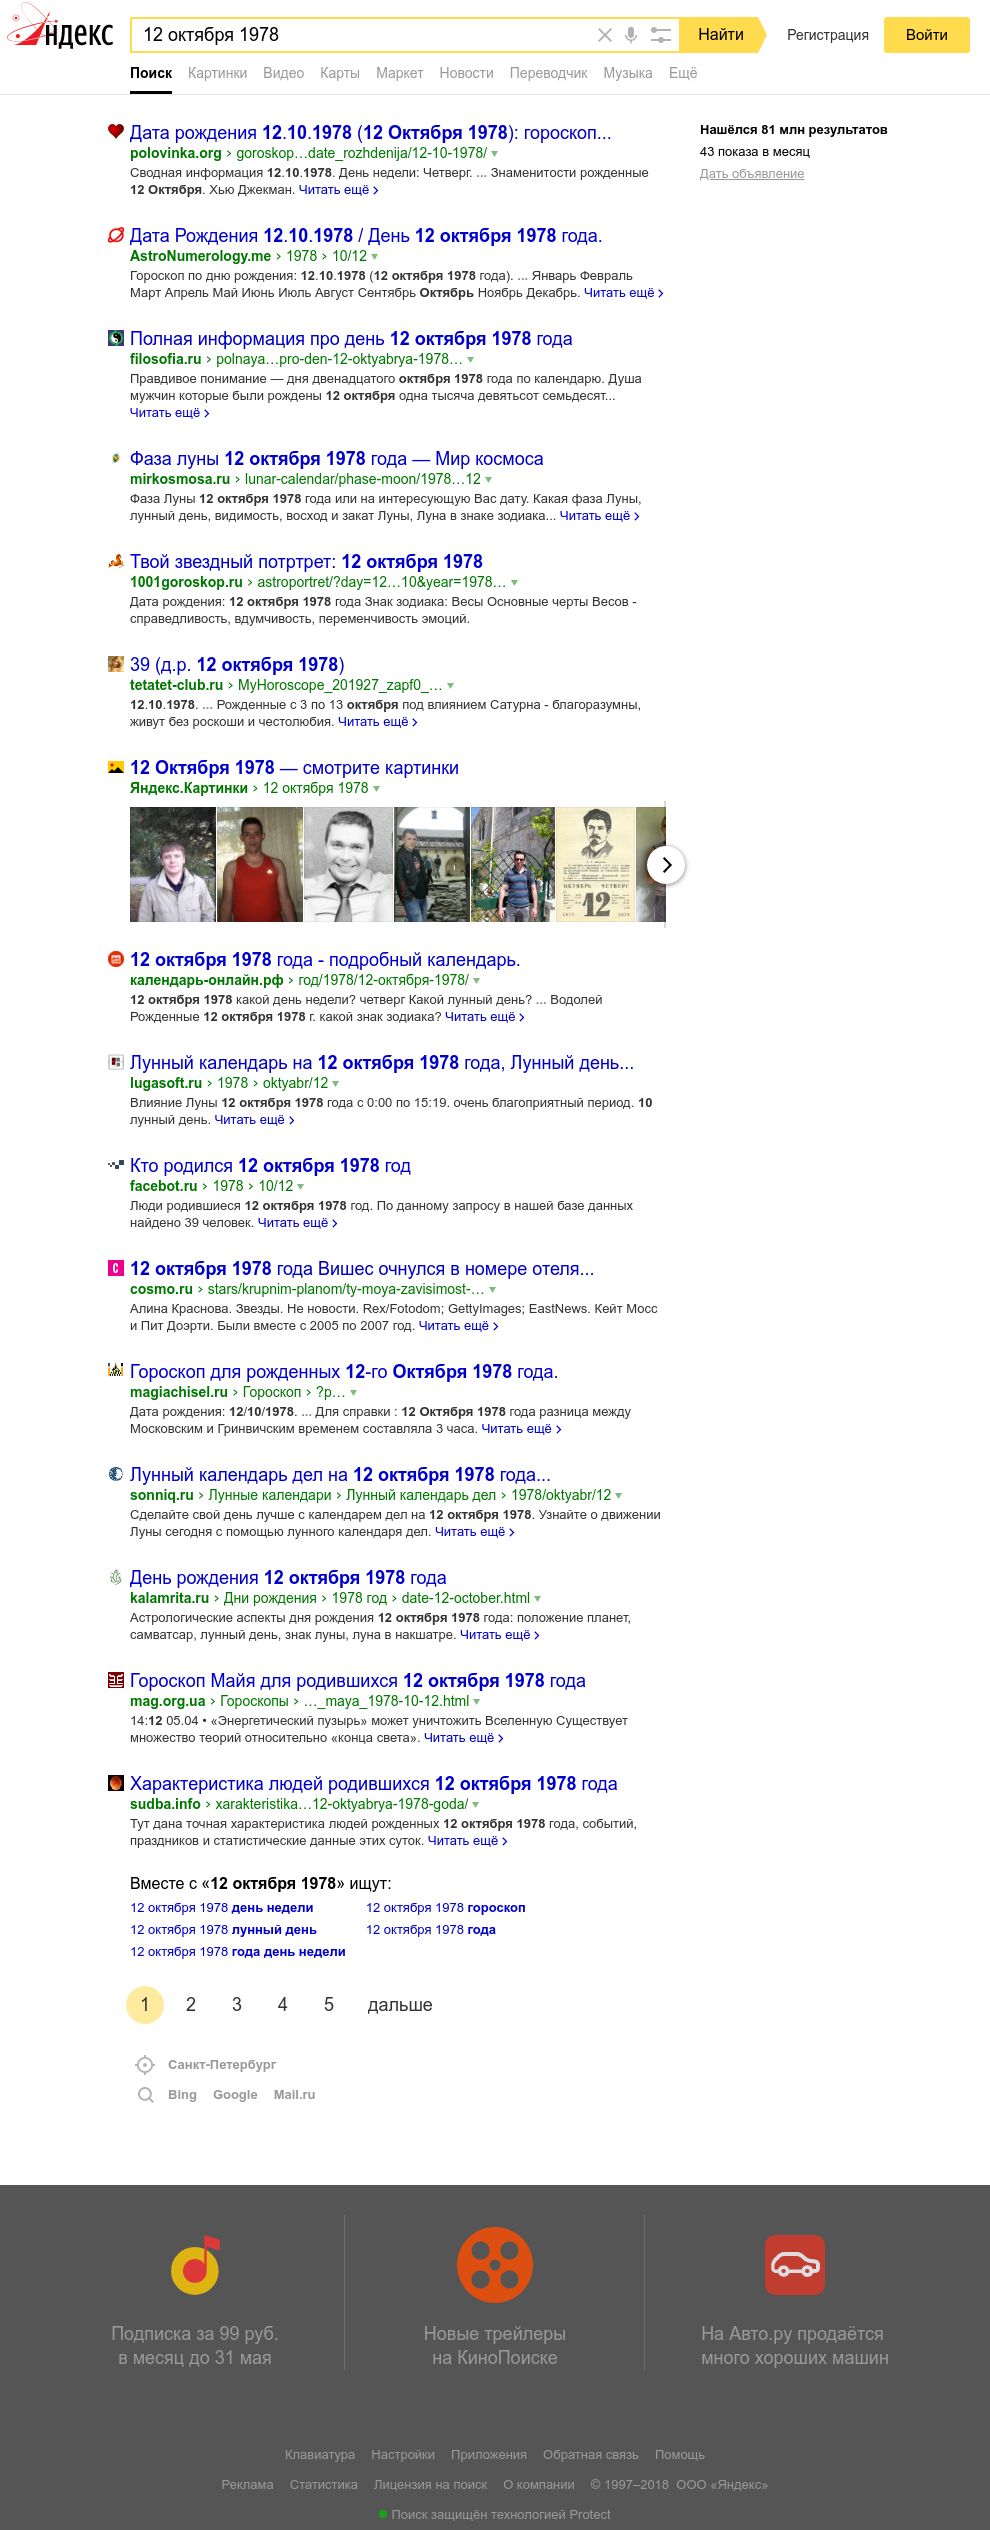 Яндекс
12 октября 1978
Найти
Регистрация
Войти
Поиск Картинки Видео Карты Маркет Новости Переводчик Музыка Ещё
Дата рождения 12.10.1978 (12 Октября 1978): гороскоп...
polovinka.org › goroskop…date_rozhdenija/12-10-1978/
Сводная информация 12.10.1978. День недели: Четверг. ... Знаменитости рожденные
12 Октября. Хью Джекман. Читать ещё ›
Нашёлся 81 млн результатов
43 показа в месяц
Дать объявление
Дата Рождения 12.10.1978 / День 12 октября 1978 года.
AstroNumerology.me › 1978 › 10/12
Гороскоп по дню рождения: 12.10.1978 (12 октября 1978 года). ... Январь Февраль
Март Апрель Май Июнь Июль Август Сентябрь Октябрь Ноябрь Декабрь. Читать ещё ›
Полная информация про день 12 октября 1978 года
filosofia.ru › polnaya…pro-den-12-oktyabrya-1978…
Правдивое понимание — дня двенадцатого октября 1978 года по календарю. Душа
мужчин которые были рождены 12 октября одна тысяча девятьсот семьдесят...
Читать ещё ›
Фаза луны 12 октября 1978 года — Мир космоса
mirkosmosa.ru › lunar-calendar/phase-moon/1978…12
Фаза Луны 12 октября 1978 года или на интересующую Вас дату. Какая фаза Луны,
лунный день, видимость, восход и закат Луны, Луна в знаке зодиака... Читать ещё ›
Твой звездный потртрет: 12 октября 1978
1001goroskop.ru › astroportret/?day=12…10&year=1978…
Дата рождения: 12 октября 1978 года Знак зодиака: Весы Основные черты Весов -
справедливость, вдумчивость, переменчивость эмоций.
39 (д.р. 12 октября 1978)
tetatet-club.ru › MyHoroscope_201927_zapf0_…
12.10.1978. ... Рожденные с 3 по 13 октября под влиянием Сатурна - благоразумны,
живут без роскоши и честолюбия. Читать ещё ›
12 Октября 1978 — смотрите картинки
Яндекс.Картинки › 12 октября 1978
ОКТЯБРЬ ЧЕТВЕРГ
12
календарь-онлайн.рф
12 октября 1978 года - подробный календарь.
календарь-онлайн.рф › год/1978/12-октября-1978/
12 октября 1978 какой день недели? четверг Какой лунный день? ... Водолей
Рожденные 12 октября 1978 г. какой знак зодиака? Читать ещё ›
Лунный календарь на 12 октября 1978 года, Лунный день...
lugasoft.ru › 1978 › oktyabr/12
Влияние Луны 12 октября 1978 года с 0:00 по 15:19. очень благоприятный период. 10
лунный день. Читать ещё ›
Кто родился 12 октября 1978 год
facebot.ru › 1978 › 10/12
Люди родившиеся 12 октября 1978 год. По данному запросу в нашей базе данных
найдено 39 человек. Читать ещё ›
12 октября 1978 года Вишес очнулся в номере отеля...
cosmo.ru › stars/krupnim-planom/ty-moya-zavisimost-…
Алина Краснова. Звезды. Не новости. Rex/Fotodom; GettyImages; EastNews. Кейт Мосс
и Пит Доэрти. Были вместе с 2005 по 2007 год. Читать ещё ›
Гороскоп для рожденных 12-го Октября 1978 года.
magiachisel.ru › Гороскоп › ?p…
Дата рождения: 12/10/1978. ... Для справки : 12 Октября 1978 года разница между
Московским и Гринвичским временем составляла 3 часа. Читать ещё ›
Лунный календарь дел на 12 октября 1978 года...
sonniq.ru › Лунные календари › Лунный календарь дел › 1978/oktyabr/12
Сделайте свой день лучше с календарем дел на 12 октября 1978. Узнайте о движении
Луны сегодня с помощью лунного календаря дел. Читать ещё ›
День рождения 12 октября 1978 года
kalamrita.ru › Дни рождения › 1978 год › date-12-october.html
Астрологические аспекты дня рождения 12 октября 1978 года: положение планет,
самватсар, лунный день, знак луны, луна в накшатре. Читать ещё ›
Гороскоп Майя для родившихся 12 октября 1978 года
mag.org.ua › Гороскопы › …_maya_1978-10-12.html
14:12 05.04 • «Энергетический пузырь» может уничтожить Вселенную Существует
множество теорий относительно «конца света». Читать ещё ›
Характеристика людей родившихся 12 октября 1978 года
sudba.info › xarakteristika…12-oktyabrya-1978-goda/
Тут дана точная характеристика людей рожденных 12 октября 1978 года, событий,
праздников и статистические данные этих суток. Читать ещё ›
Вместе с «12 октября 1978» ищут:
12 октября 1978 день недели
12 октября 1978 гороскоп
12 октября 1978 лунный день
12 октября 1978 года
12 октября 1978 года день недели
1 2 3 4 5 дальше
Санкт-Петербург
Bing Google Mail.ru
Подписка за 99 руб.
в месяц до 31 мая
Новые трейлеры
на КиноПоиске
На Авто.ру продаётся
много хороших машин
Клавиатура Настройки Приложения Обратная связь Помощь
Реклама Статистика Лицензия на поиск О компании © 1997–2018 ООО «Яндекс»
Поиск защищён технологией Protect